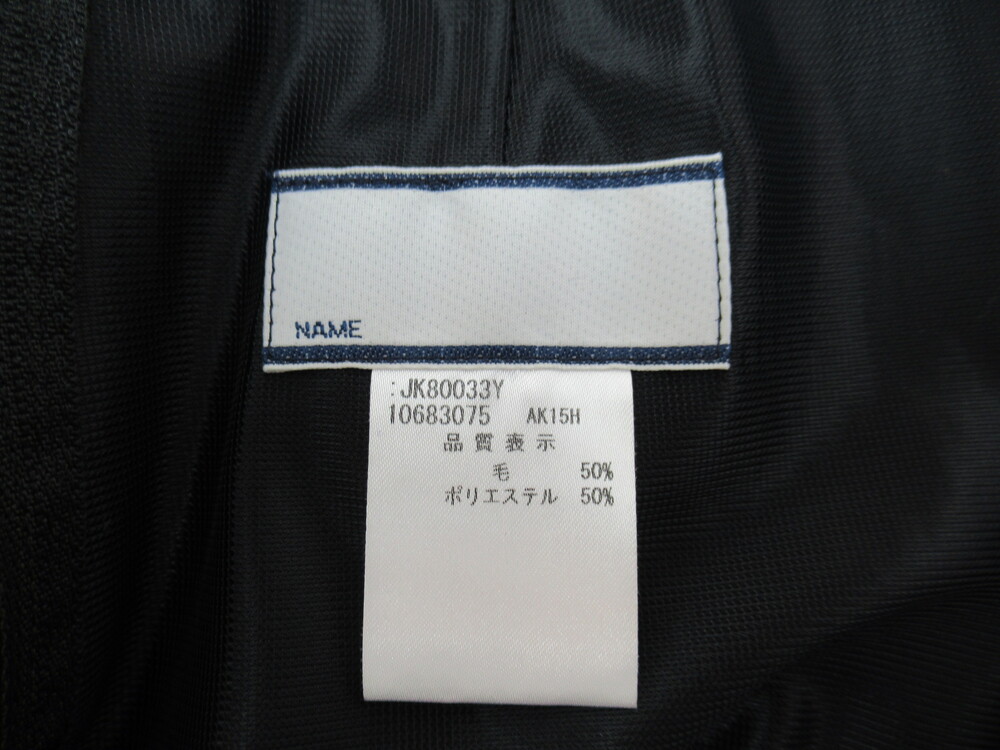 NAME
:JK80033Y
10683075 AK15H
品質表示
毛 50%
ポリエステル 50%